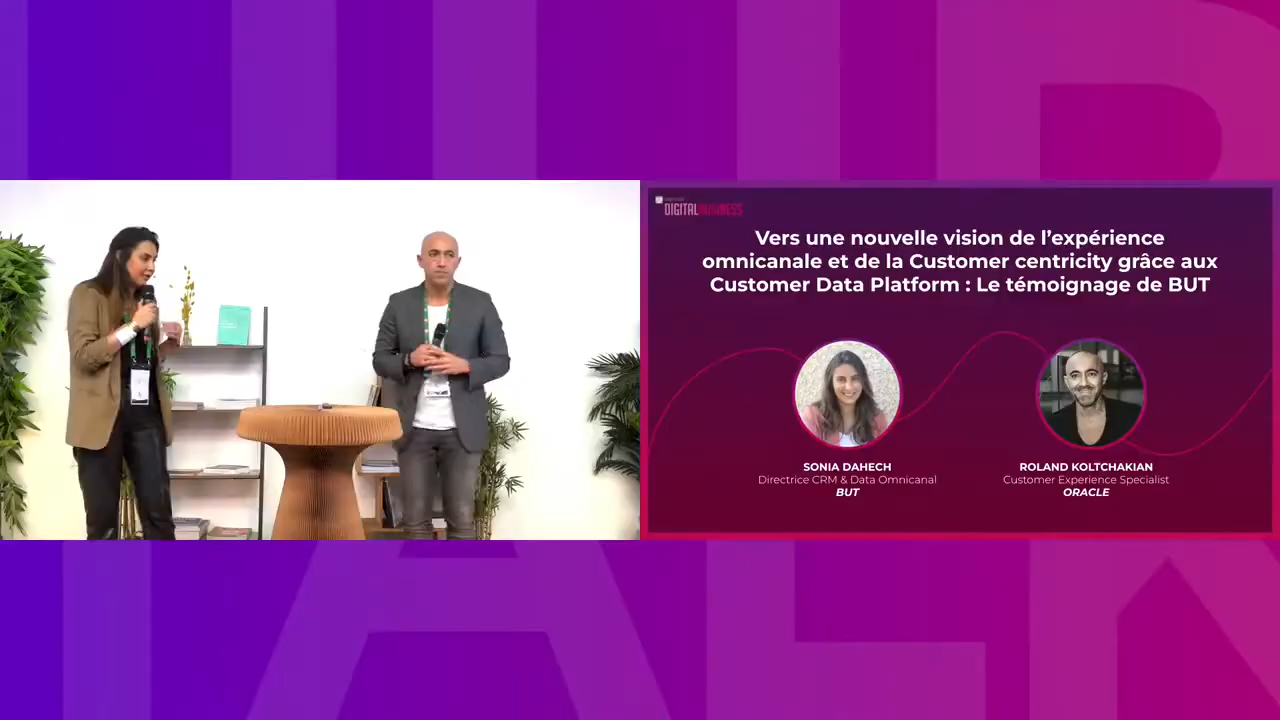 DIGITAL BUSINESS
Vers une nouvelle vision de l’expérience
omnicanale et de la Customer centricity grâce aux
Customer Data Platform : Le témoignage de BUT
SONIA DAHECH
Directrice CRM & Data Omnicanal
BUT
ROLAND KOLTCHAKIAN
Customer Experience Specialist
ORACLE